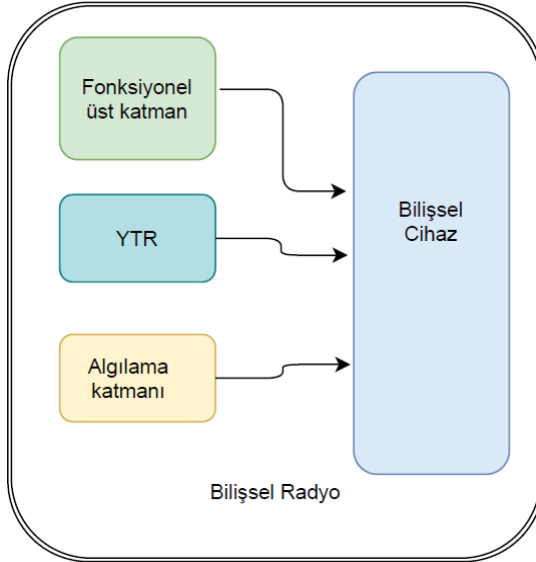 Fonksiyonel
üst katman
YTR
Algılama
katmanı
Bilişsel
Cihaz
Bilişsel Radyo